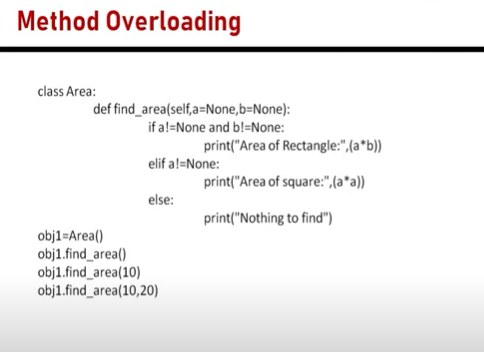 Method Overloading
class Area:
def find_area(self,a=None,b=None):
if a!=None and b!=None:
print("Area of Rectangle:",(a*b))
elif a!=None:
print("Area of square:",(a*a))
else:
print("Nothing to find")
obj1=Area()
obj1.find_area()
obj1.find_area(10)
obj1.find_area(10,20)